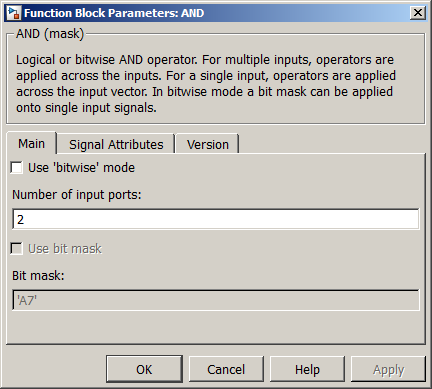 Function Block Parameters: AND
AND (mask)
Logical or bitwise AND operator. For multiple inputs, operators are
applied across the inputs. For a single input, operators are applied
across the input vector. In bitwise mode a bit mask can be applied
onto single input signals.
Main Signal Attributes Version
Use 'bitwise' mode
Number of input ports:
2
Use bit mask
Bit mask:
'A7'
OK Cancel Help Apply